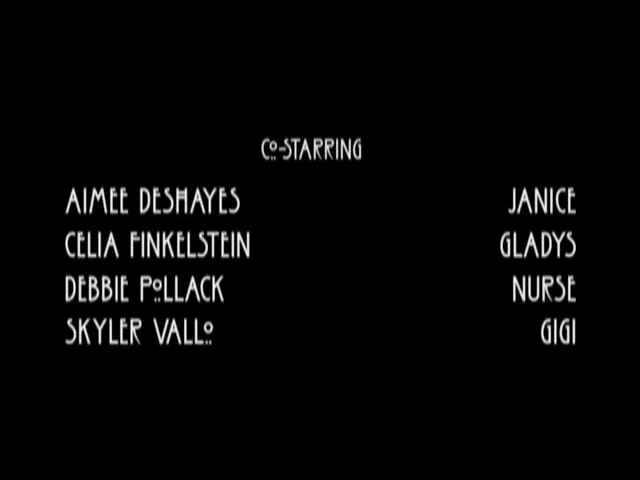 CO-STARRING
AIMEE DESHAYES JANICE
CELIA FINKELSTEIN GLADYS
DEBBIE POLLACK NURSE
SKYLER VALLO GIGI